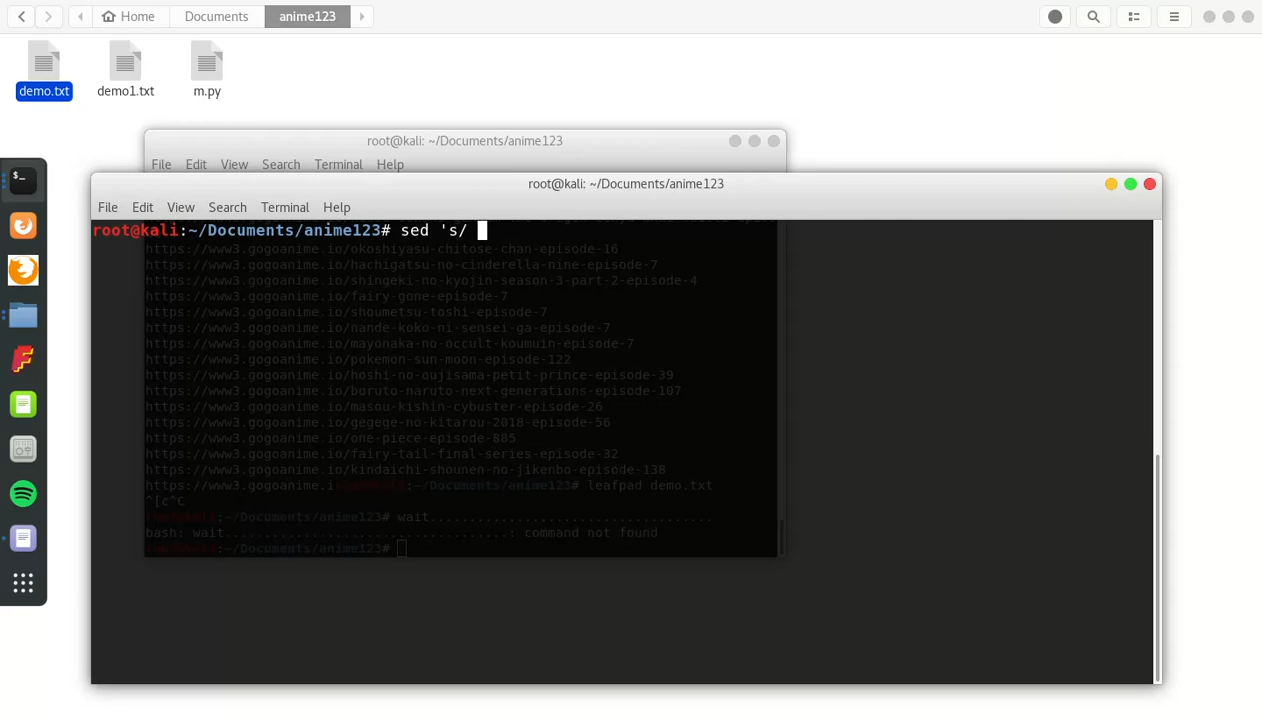 Home Documents anime123
demo.txt demo1.txt m.py
root@kali: ~/Documents/anime123
File Edit View Search Terminal Help
root@kali: ~/Documents/anime123
File Edit View Search Terminal Help
root@kali:~/Documents/anime123# sed 's/
https://www3.gogoanime.io/okoshiyasu-chitose-chan-episode-16
https://www3.gogoanime.io/hachigatsu-no-cinderella-nine-episode-7
https://www3.gogoanime.io/shingeki-no-kyojin-season-3-part-2-episode-4
https://www3.gogoanime.io/fairy-gone-episode-7
https://www3.gogoanime.io/shoumetsu-toshi-episode-7
https://www3.gogoanime.io/nande-koko-ni-sensei-ga-episode-7
https://www3.gogoanime.io/mayonaka-no-occult-koumuin-episode-7
https://www3.gogoanime.io/pokemon-sun-moon-episode-122
https://www3.gogoanime.io/hoshi-no-oujisama-petit-prince-episode-39
https://www3.gogoanime.io/boruto-naruto-next-generations-episode-107
https://www3.gogoanime.io/masou-kishin-cybuster-episode-26
https://www3.gogoanime.io/gegege-no-kitarou-2018-episode-56
https://www3.gogoanime.io/one-piece-episode-885
https://www3.gogoanime.io/fairy-tail-final-series-episode-32
https://www3.gogoanime.io/kindaichi-shounen-no-jikenbo-episode-138
https://www3.gogoanime.iroot@kali:~/Documents/anime123# leafpad demo.txt
^[c^C
root@kali:~/Documents/anime123# wait....................................
bash: wait....................................: command not found
root@kali:~/Documents/anime123#